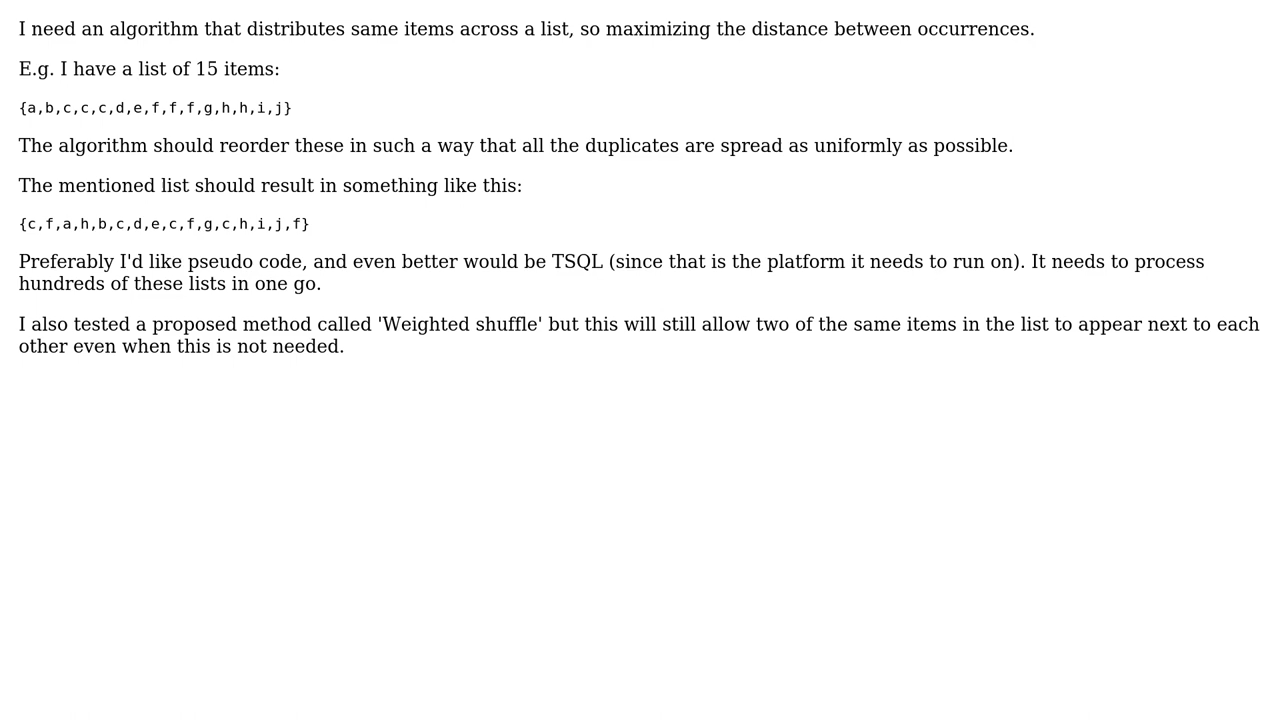 I need an algorithm that distributes same items across a list, so maximizing the distance between occurrences.
E.g. I have a list of 15 items:
{a,b,c,c,c,d,e,f,f,f,g,h,h,i,j}
The algorithm should reorder these in such a way that all the duplicates are spread as uniformly as possible.
The mentioned list should result in something like this:
{c,f,a,h,b,c,d,e,c,f,g,c,h,i,j,f}
Preferably I'd like pseudo code, and even better would be TSQL (since that is the platform it needs to run on). It needs to process
hundreds of these lists in one go.
I also tested a proposed method called 'Weighted shuffle' but this will still allow two of the same items in the list to appear next to each
other even when this is not needed.